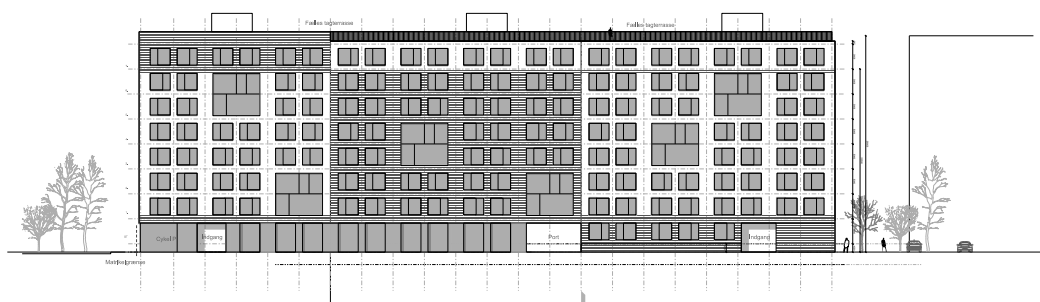 Fælles tagterrasse
Fælles tagterrasse
Cykel P
Indgang
Port
Indgang
Matrikelgrænse